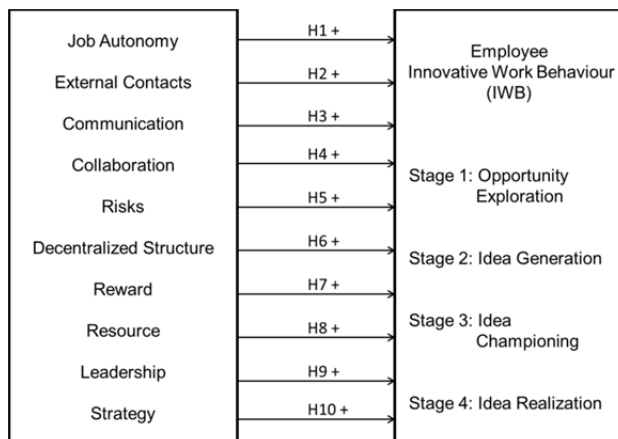 Job Autonomy
External Contacts
Communication
Collaboration
Risks
Decentralized Structure
Reward
Resource
Leadership
Strategy
H1 +
H2 +
H3 +
H4 +
H5 +
H6 +
H7 +
H8 +
H9 +
H10 +
Employee
Innovative Work Behaviour
(IWB)
Stage 1: Opportunity
Exploration
Stage 2: Idea Generation
Stage 3: Idea
Championing
Stage 4: Idea Realization